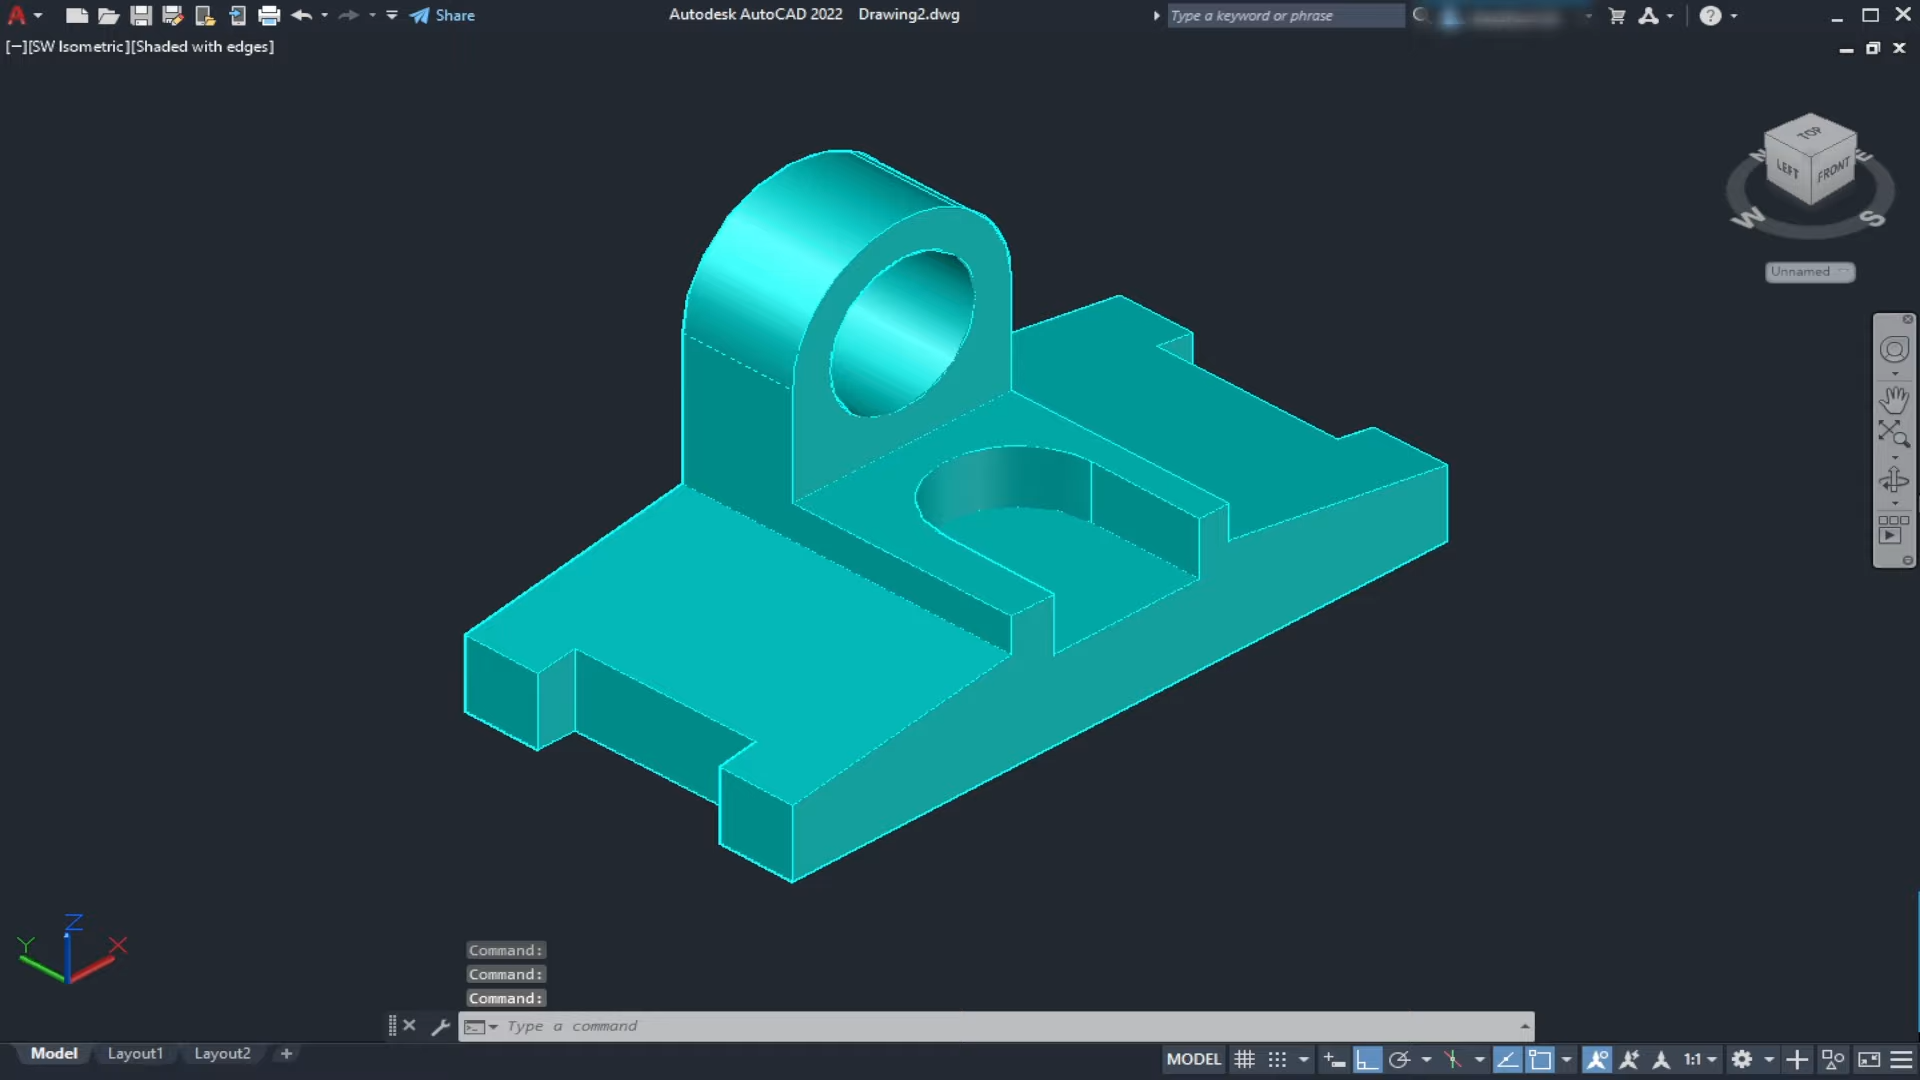 Share
Autodesk AutoCAD 2022 Drawing2.dwg
Type a keyword or phrase
[−][SW Isometric][Shaded with edges]
TOP
LEFT
FRONT
N
E
W
S
Unnamed
Z
Y
X
Command:
Command:
Command:
Type a command
Model
Layout1
Layout2
+
MODEL
1:1